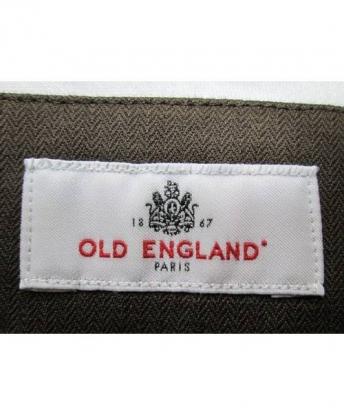 18 67
OLD ENGLAND®
PARIS